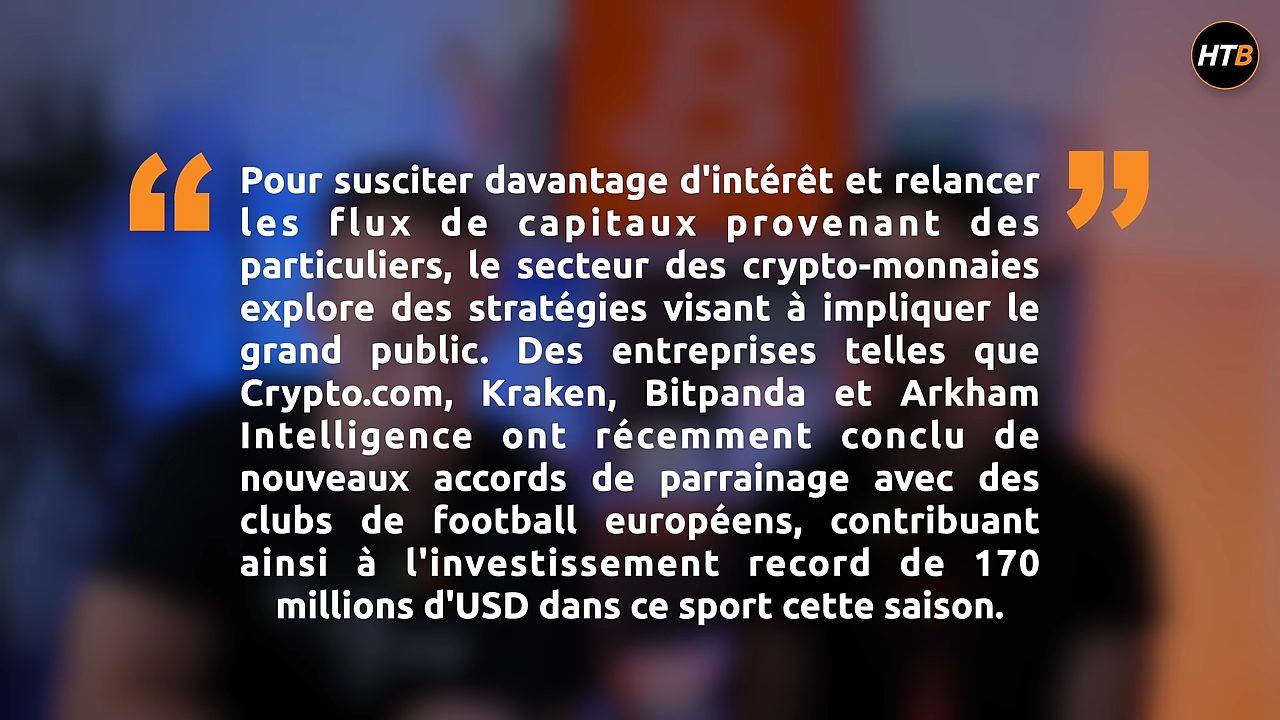 HTB
“ Pour susciter davantage d'intérêt et relancer ”
les flux de capitaux provenant des
particuliers, le secteur des crypto-monnaies
explore des stratégies visant à impliquer le
grand public. Des entreprises telles que
Crypto.com, Kraken, Bitpanda et Arkham
Intelligence ont récemment conclu de
nouveaux accords de parrainage avec des
clubs de football européens, contribuant
ainsi à l'investissement record de 170
millions d'USD dans ce sport cette saison.